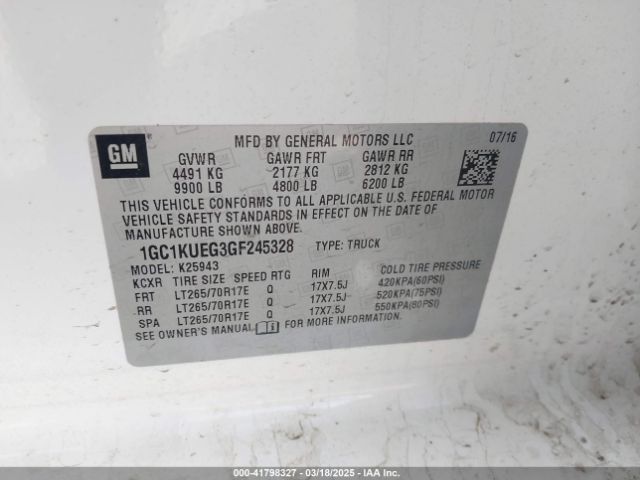 GM ®
MFD BY GENERAL MOTORS LLC 07/16
GVWR GAWR FRT GAWR RR
4491 KG 2177 KG 2812 KG
9900 LB 4800 LB 6200 LB
THIS VEHICLE CONFORMS TO ALL APPLICABLE U.S. FEDERAL MOTOR
VEHICLE SAFETY STANDARDS IN EFFECT ON THE DATE OF
MANUFACTURE SHOWN ABOVE.
1GC1KUEG3GF245328 TYPE: TRUCK
MODEL: K25943
KCXR TIRE SIZE SPEED RTG RIM COLD TIRE PRESSURE
FRT LT265/70R17E Q 17X7.5J 420KPA(60PSI)
RR LT265/70R17E Q 17X7.5J 520KPA(75PSI)
SPA LT265/70R17E Q 17X7.5J 550KPA(80PSI)
SEE OWNER'S MANUAL FOR MORE INFORMATION.
000-41798327 - 03/18/2025 - IAA Inc.